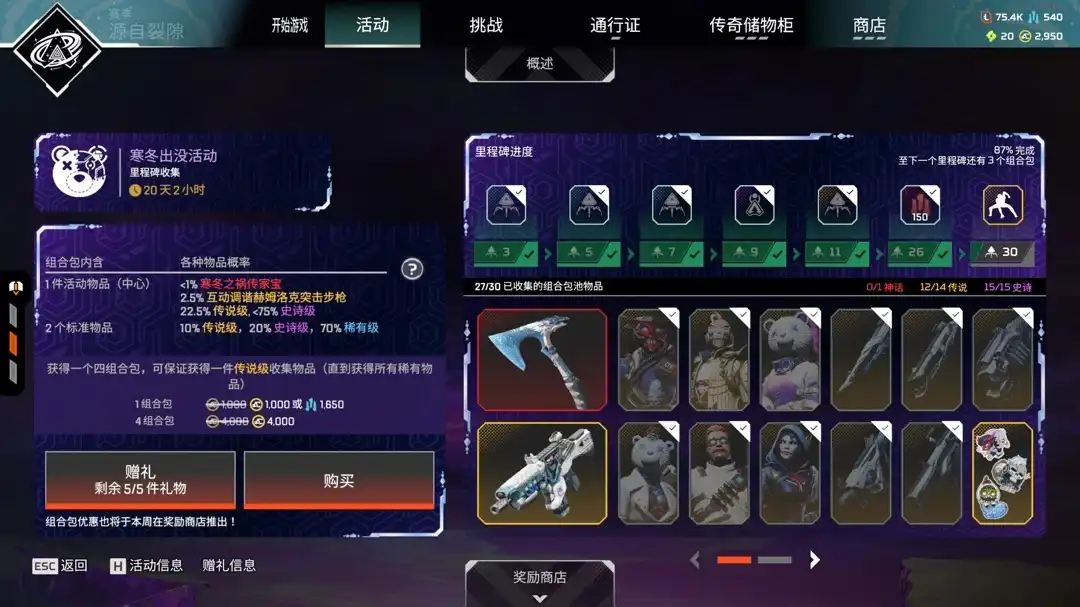 赛季
源自裂隙
开始游戏
活动
挑战
通行证
传奇储物柜
商店
75.4K 540
20 2,950
概述
寒冬出没活动
里程碑收集
20 天 2 小时
组合包内含 各种物品概率
1 件活动物品（中心） <1% 寒冬之祸传家宝
2.5% 互动调谐赫姆洛克突击步枪
22.5% 传说级, <75% 史诗级
2 个标准物品 10% 传说级，20% 史诗级，70% 稀有级
?
获得一个四组合包，可保证获得一件传说级收集物品（直到获得所有稀有物
品）
1 组合包 1,000 1,000 或 1,650
4 组合包 4,000 4,000
赠礼
剩余 5/5 件礼物
购买
组合包优惠也将于本周在奖励商店推出！
里程碑进度
87% 完成
至下一个里程碑还有 3 个组合包
150
3 5 7 9 11 26 30
27/30 已收集的组合包池物品 0/1 神话 12/14 传说 15/15 史诗
ESC 返回 H 活动信息 赠礼信息
奖励商店